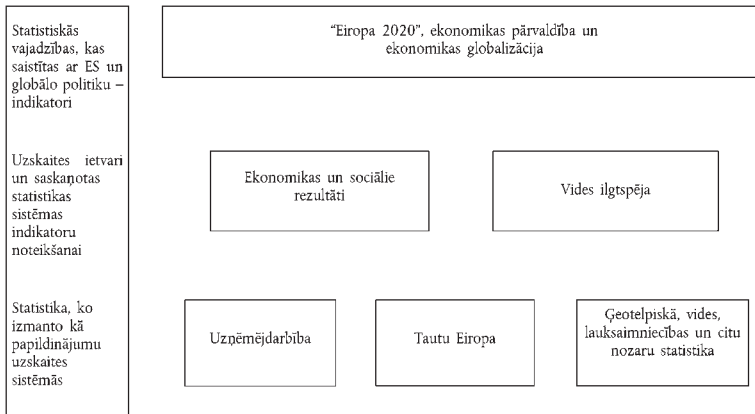 Statistiskās
vajadzības, kas
saistītas ar ES un
globālo politiku –
indikatori
“Eiropa 2020”, ekonomikas pārvaldība un
ekonomikas globalizācija
Uzskaites ietvari
un saskaņotas
statistikas
sistēmas
indikatoru
noteikšanai
Ekonomikas un sociālie
rezultāti
Vides ilgtspēja
Statistika, ko
izmanto kā
papildinājumu
uzskaites
sistēmās
Uzņēmējdarbība
Tautu Eiropa
Ģeotelpiskā, vides,
lauksaimniecības un citu
nozaru statistika